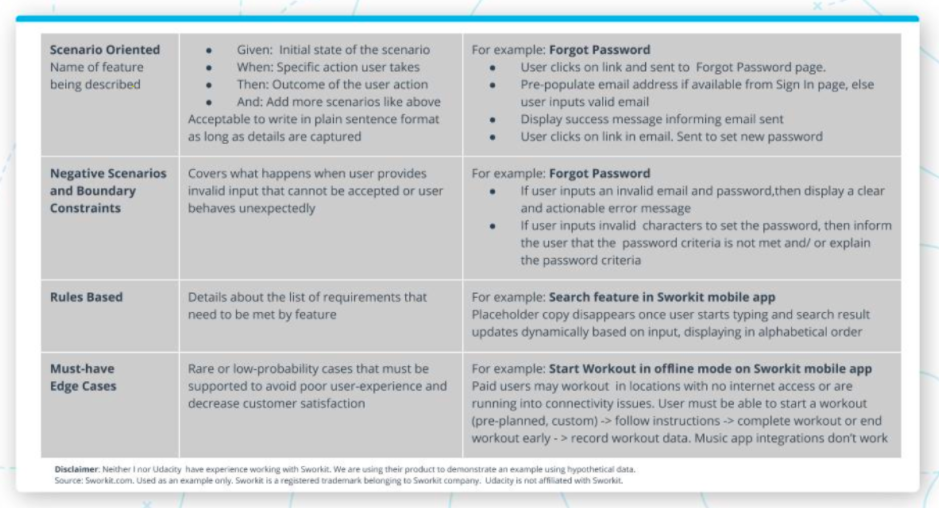 Scenario Oriented
Name of feature
being described
● Given: Initial state of the scenario
● When: Specific action user takes
● Then: Outcome of the user action
● And: Add more scenarios like above
Acceptable to write in plain sentence format
as long as details are captured
For example: Forgot Password
● User clicks on link and sent to Forgot Password page.
● Pre-populate email address if available from Sign In page, else
user inputs valid email
● Display success message informing email sent
● User clicks on link in email. Sent to set new password
Negative Scenarios
and Boundary
Constraints
Covers what happens when user provides
invalid input that cannot be accepted or user
behaves unexpectedly
For example: Forgot Password
● If user inputs an invalid email and password,then display a clear
and actionable error message
● If user inputs invalid characters to set the password, then inform
the user that the password criteria is not met and/ or explain
the password criteria
Rules Based
Details about the list of requirements that
need to be met by feature
For example: Search feature in Sworkit mobile app
Placeholder copy disappears once user starts typing and search result
updates dynamically based on input, displaying in alphabetical order
Must-have
Edge Cases
Rare or low-probability cases that must be
supported to avoid poor user-experience and
decrease customer satisfaction
For example: Start Workout in offline mode on Sworkit mobile app
Paid users may workout in locations with no internet access or are
running into connectivity issues. User must be able to start a workout
(pre-planned, custom) -> follow instructions -> complete workout or end
workout early - > record workout data. Music app integrations don't work
Disclaimer: Neither I nor Udacity have experience working with Sworkit. We are using their product to demonstrate an example using hypothetical data.
Source: Sworkit.com. Used as an example only. Sworkit is a registered trademark belonging to Sworkit company. Udacity is not affiliated with Sworkit.